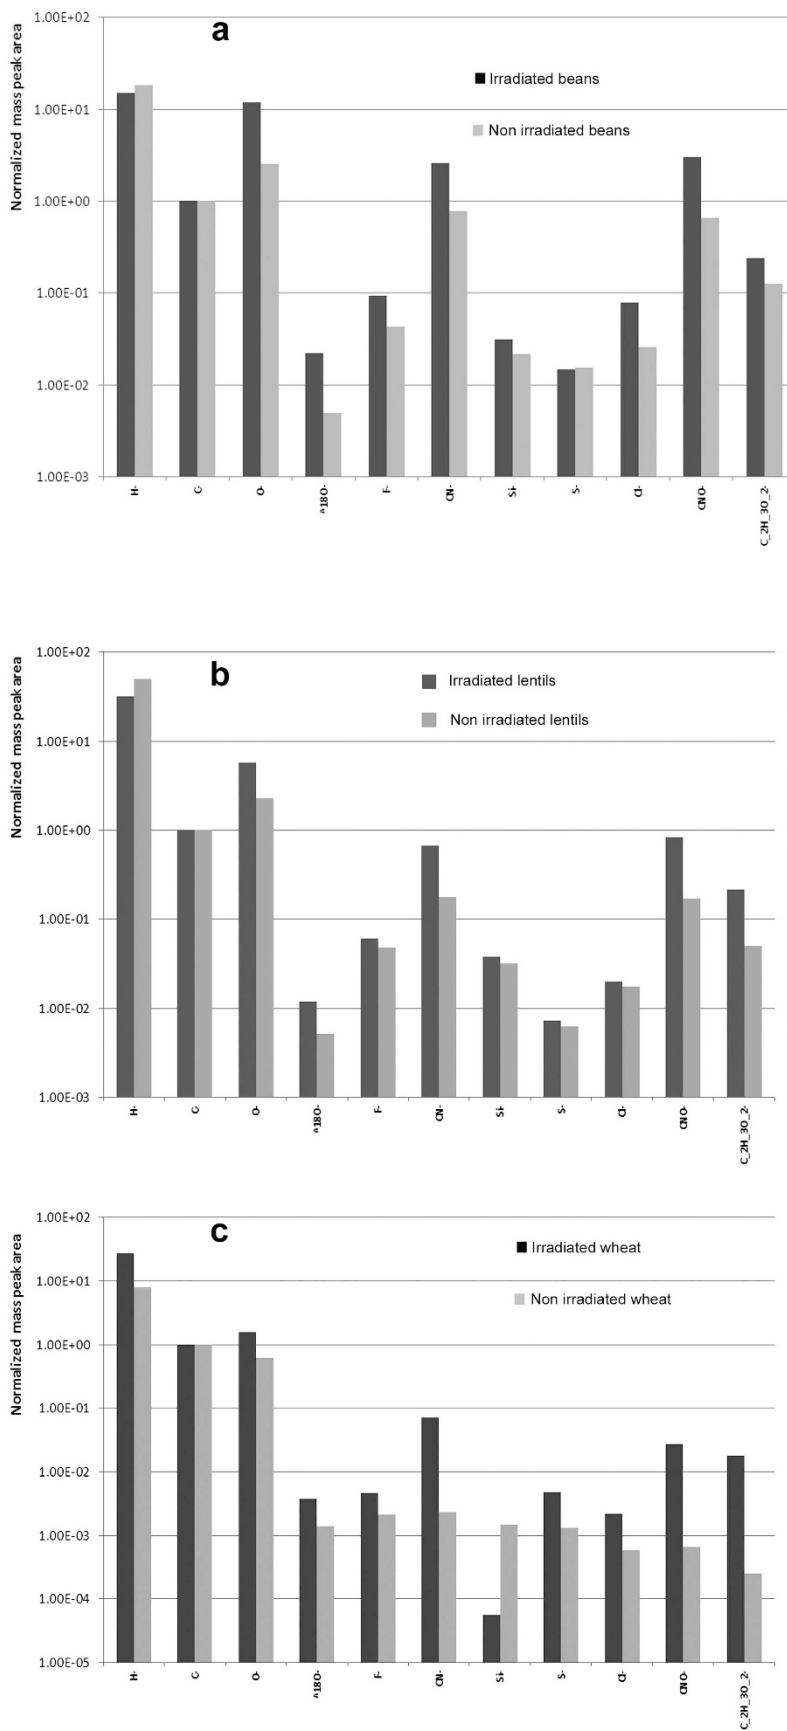 a
Normalized mass peak area
1.00E+02
1.00E+01
1.00E+00
1.00E-01
1.00E-02
1.00E-03
Irradiated beans
Non irradiated beans
H-
C-
O-
^18O-
F-
CN-
Si-
S-
Cl-
CNO-
C_2H_3O_2-
b
Normalized mass peak area
1.00E+02
1.00E+01
1.00E+00
1.00E-01
1.00E-02
1.00E-03
Irradiated lentils
Non irradiated lentils
H-
C-
O-
^18O-
F-
CN-
Si-
S-
Cl-
CNO-
C_2H_3O_2-
c
Normalized mass peak area
1.00E+02
1.00E+01
1.00E+00
1.00E-01
1.00E-02
1.00E-03
1.00E-04
1.00E-05
Irradiated wheat
Non irradiated wheat
H-
C-
O-
^18O-
F-
CN-
Si-
S-
Cl-
CNO-
C_2H_3O_2-